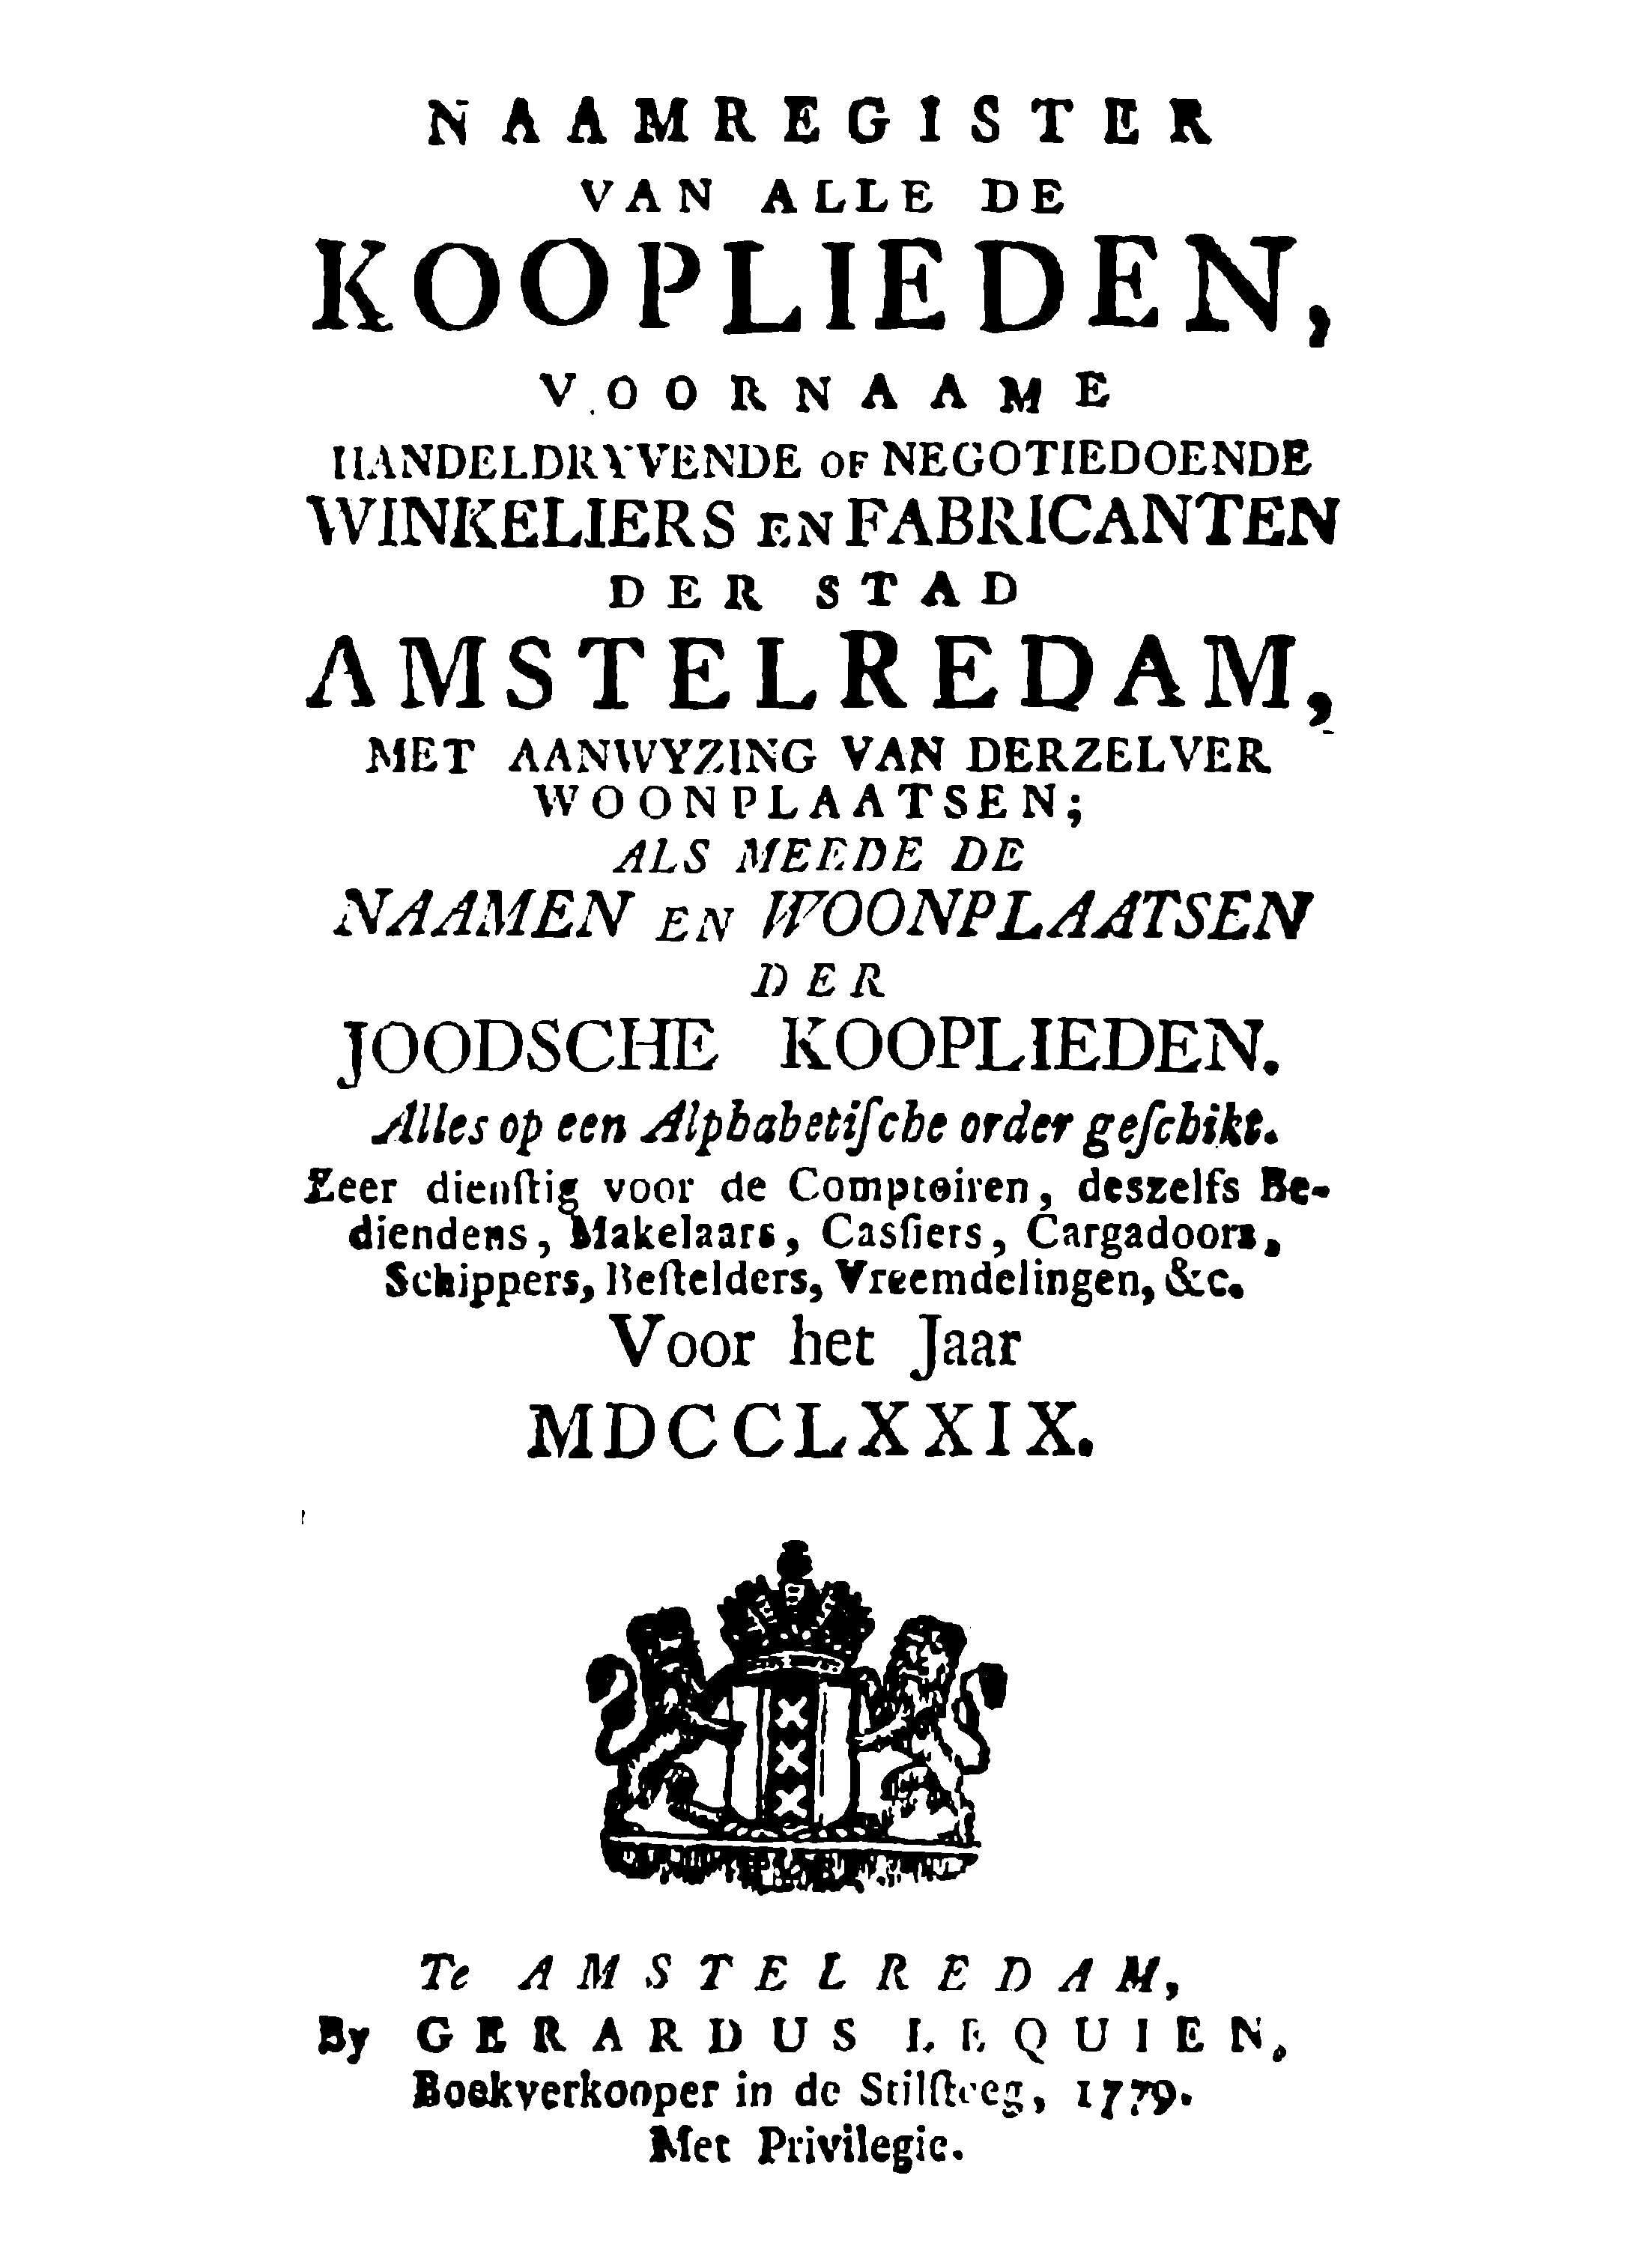 NAAMREGISTER
VAN ALLE DE
KOOPLIEDEN,
VOORNAAME
HANDELDRYVENDE OF NEGOTIEDOENDE
WINKELIERS EN FABRICANTEN
DER STAD
AMSTELREDAM,
MET AANWYZING VAN DERZELVER
WOONPLAATSEN;
ALS MEEDE DE
NAAMEN EN WOONPLAATSEN
DER
JOODSCHE KOOPLIEDEN.
Alles op een Alphabetiſche order geſchikt.
Zeer dienſtig voor de Comptoiren, deszelfs Be-
diendens, Makelaars, Casſiers, Cargadoors,
Schippers, Beſtelders, Vreemdelingen, &c.
Voor het Jaar
MDCCLXXIX.
Te AMSTELREDAM,
By GERARDUS LEQUIEN,
Boekverkooper in de Stilſteeg, 1779.
Met Privilegie.